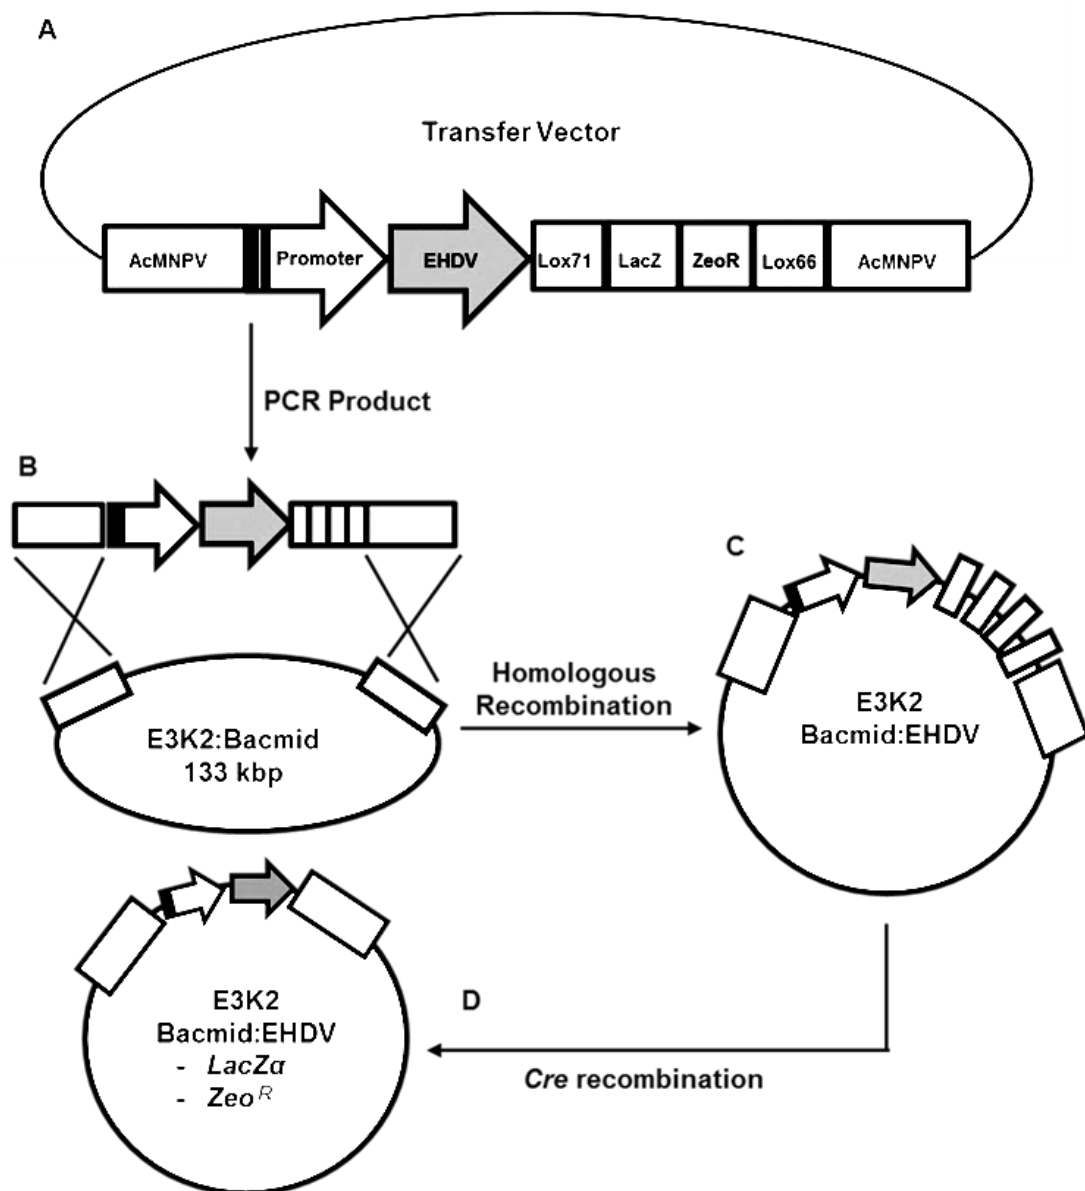 A
Transfer Vector
AcMNPV Promoter EHDV Lox71 LacZ ZeoR Lox66 AcMNPV
PCR Product
B
C
E3K2:Bacmid
133 kbp
Homologous
Recombination
E3K2
Bacmid:EHDV
D
E3K2
Bacmid:EHDV
- LacZα
- Zeo^R
Cre recombination